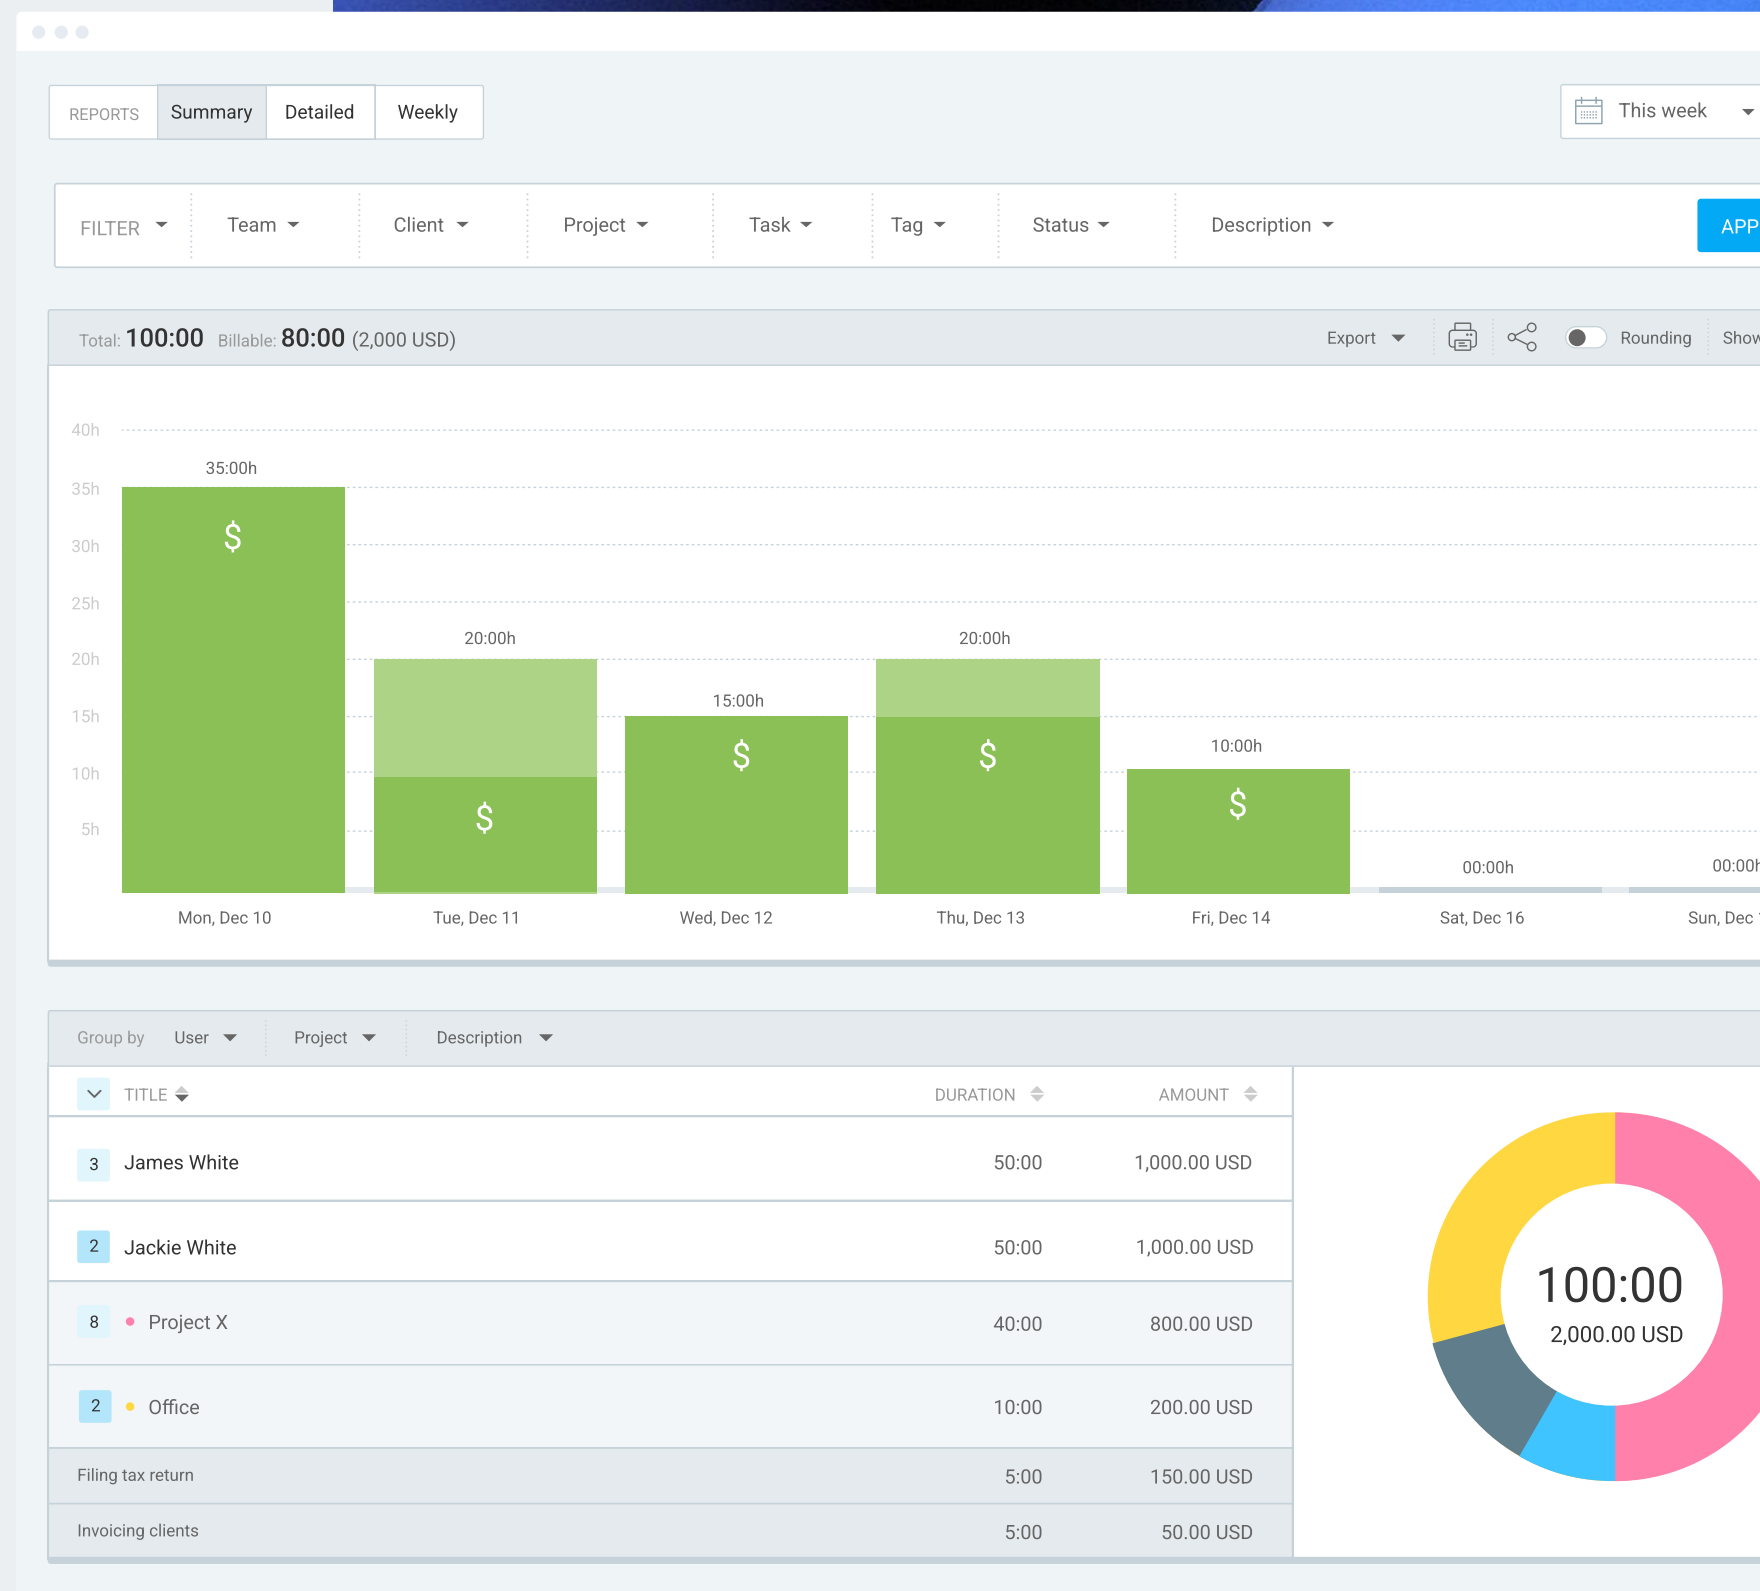 REPORTS Summary Detailed Weekly This week
FILTER Team Client Project Task Tag Status Description APP
Total: 100:00 Billable: 80:00 (2,000 USD) Export Rounding Show
40h
35:00h
35h
$
30h
25h
20:00h 20:00h
20h
15:00h
15h
$ $
10:00h
10h
$ $
5h
00:00h 00:00h
Mon, Dec 10 Tue, Dec 11 Wed, Dec 12 Thu, Dec 13 Fri, Dec 14 Sat, Dec 16 Sun, Dec
Group by User Project Description
TITLE DURATION AMOUNT
3 James White 50:00 1,000.00 USD
2 Jackie White 50:00 1,000.00 USD
8 Project X 40:00 800.00 USD
2 Office 10:00 200.00 USD
Filing tax return 5:00 150.00 USD
Invoicing clients 5:00 50.00 USD
100:00
2,000.00 USD